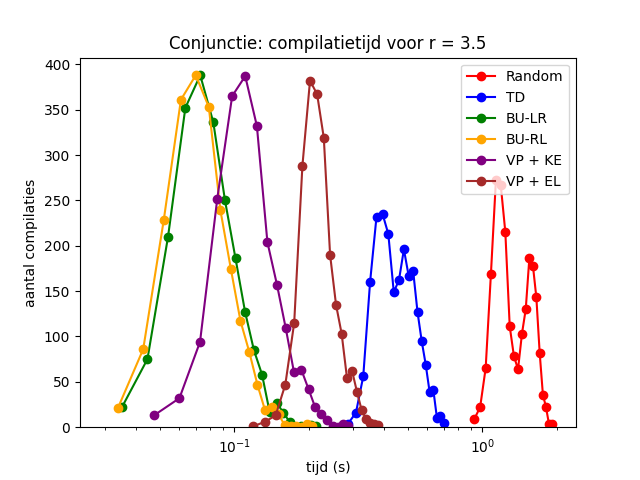 Conjunctie: compilatietijd voor r = 3.5
aantal compilaties
400
350
300
250
200
150
100
50
0
Random
TD
BU-LR
BU-RL
VP + KE
VP + EL
10⁻¹
10⁰
tijd (s)